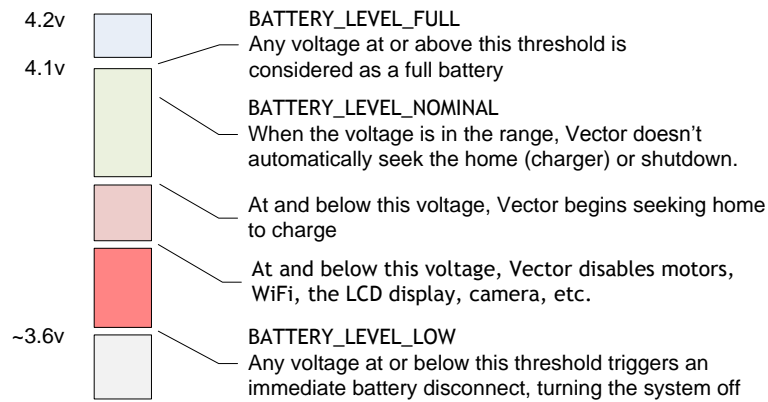 4.2v
BATTERY_LEVEL_FULL
Any voltage at or above this threshold is
considered as a full battery
4.1v
BATTERY_LEVEL_NOMINAL
When the voltage is in the range, Vector doesn't
automatically seek the home (charger) or shutdown.
At and below this voltage, Vector begins seeking home
to charge
At and below this voltage, Vector disables motors,
WiFi, the LCD display, camera, etc.
~3.6v
BATTERY_LEVEL_LOW
Any voltage at or below this threshold triggers an
immediate battery disconnect, turning the system off